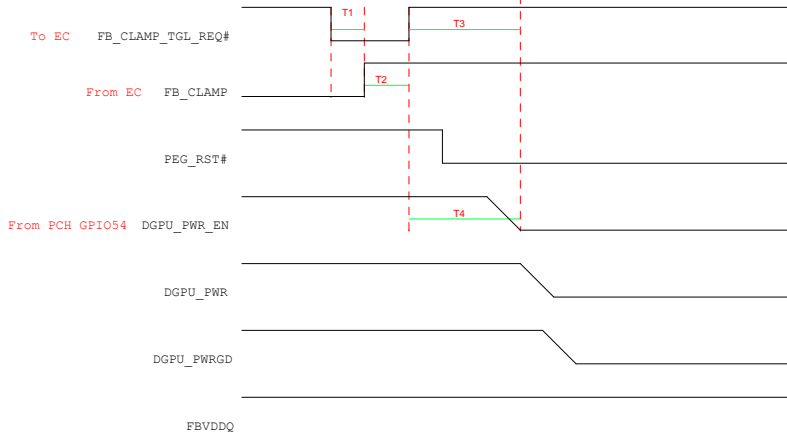 T1
T3
To EC FB_CLAMP_TGL_REQ#
T2
From EC FB_CLAMP
PEG_RST#
T4
From PCH GPIO54 DGPU_PWR_EN
DGPU_PWR
DGPU_PWRGD
FBVDDQ